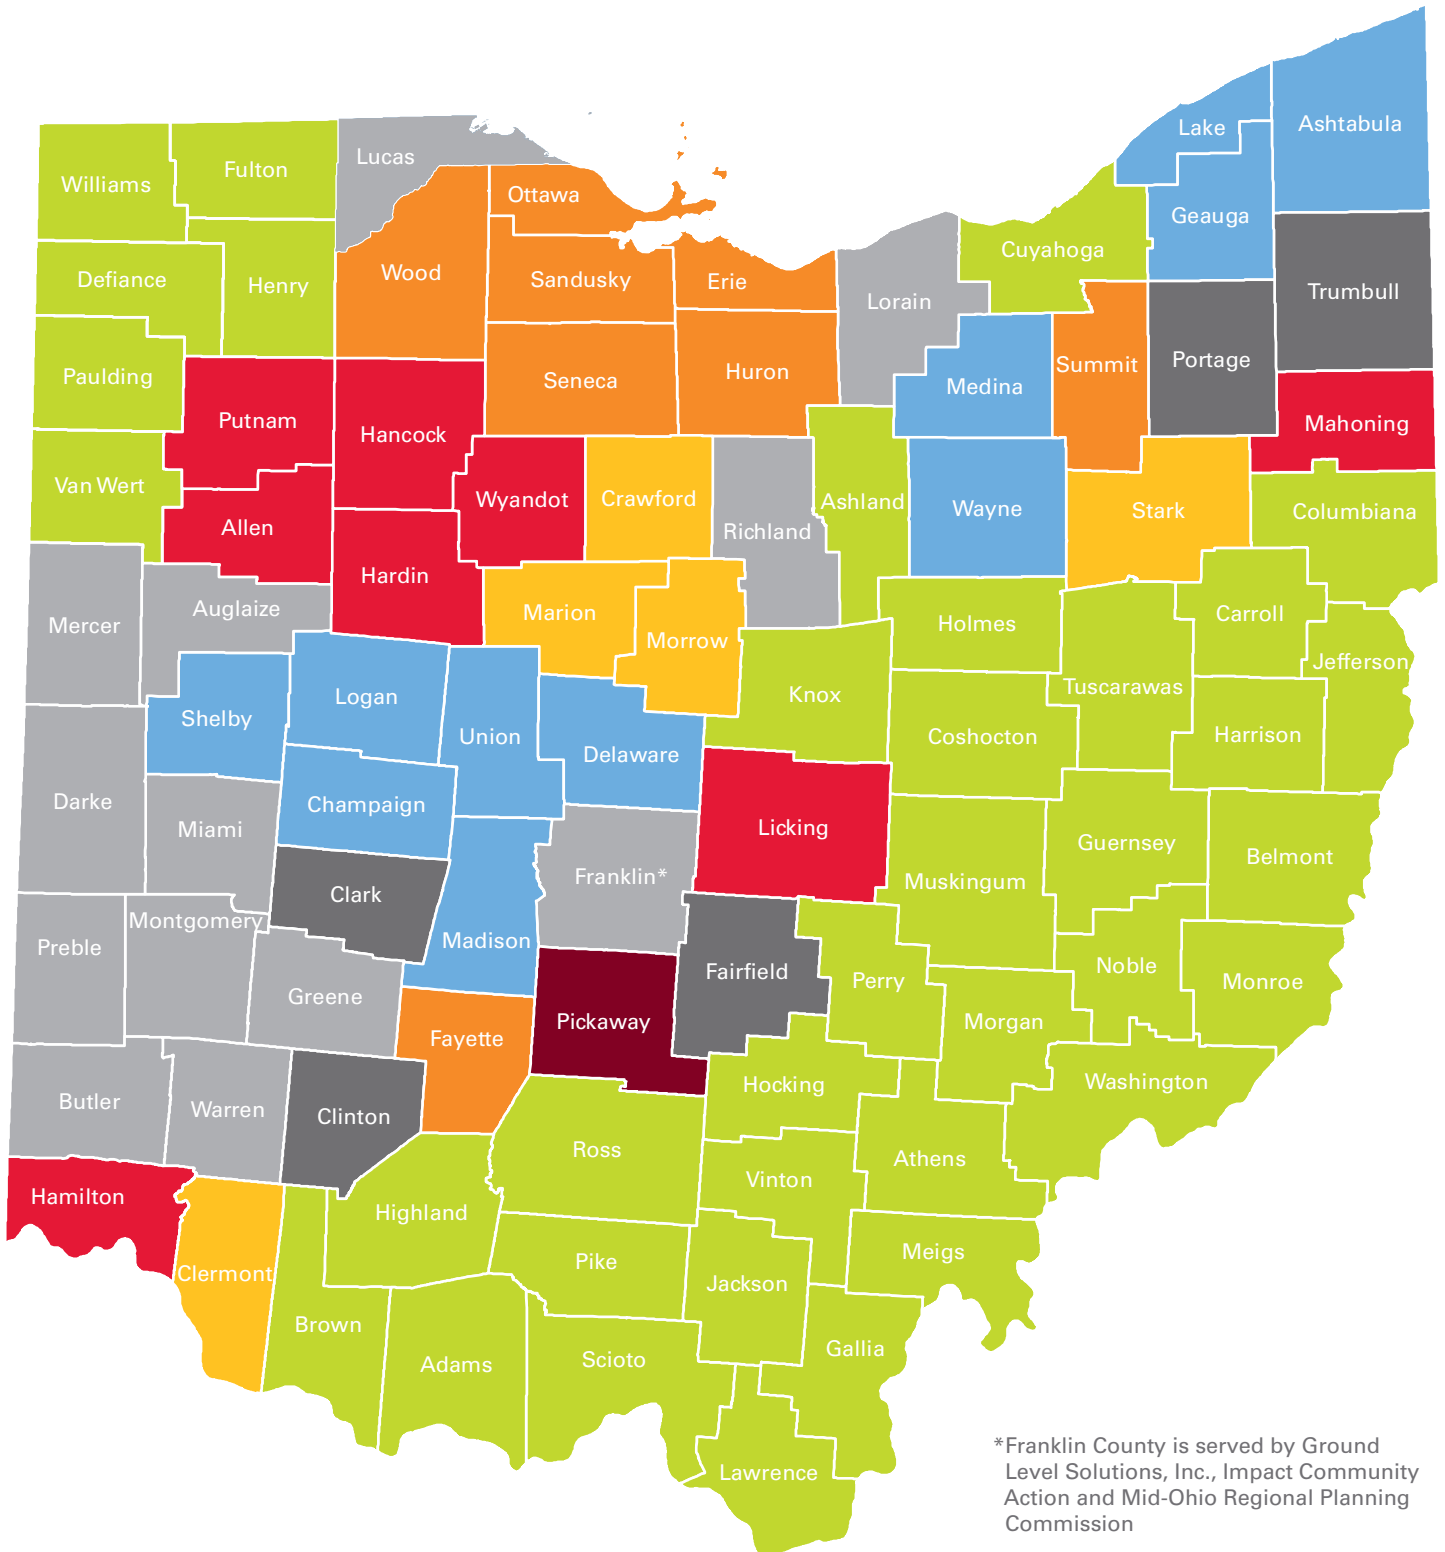 Lake
Ashtabula
Lucas
Fulton
Williams
Ottawa
Geauga
Cuyahoga
Wood
Sandusky
Erie
Defiance
Henry
Lorain
Trumbull
Portage
Summit
Huron
Paulding
Seneca
Medina
Putnam
Hancock
Mahoning
Van Wert
Wyandot
Crawford
Ashland
Wayne
Stark
Columbiana
Allen
Richland
Hardin
Auglaize
Marion
Carroll
Mercer
Holmes
Morrow
Jefferson
Logan
Knox
Tuscarawas
Shelby
Union
Coshocton
Harrison
Delaware
Darke
Champaign
Miami
Licking
Guernsey
Belmont
Franklin*
Muskingum
Clark
Montgomery
Preble
Madison
Fairfield
Perry
Noble
Monroe
Greene
Pickaway
Morgan
Fayette
Hocking
Washington
Butler
Warren
Clinton
Ross
Athens
Vinton
Hamilton
Highland
Meigs
Pike
Clermont
Jackson
Brown
Gallia
Adams
Scioto
Lawrence
*Franklin County is served by Ground
Level Solutions, Inc., Impact Community
Action and Mid-Ohio Regional Planning
Commission